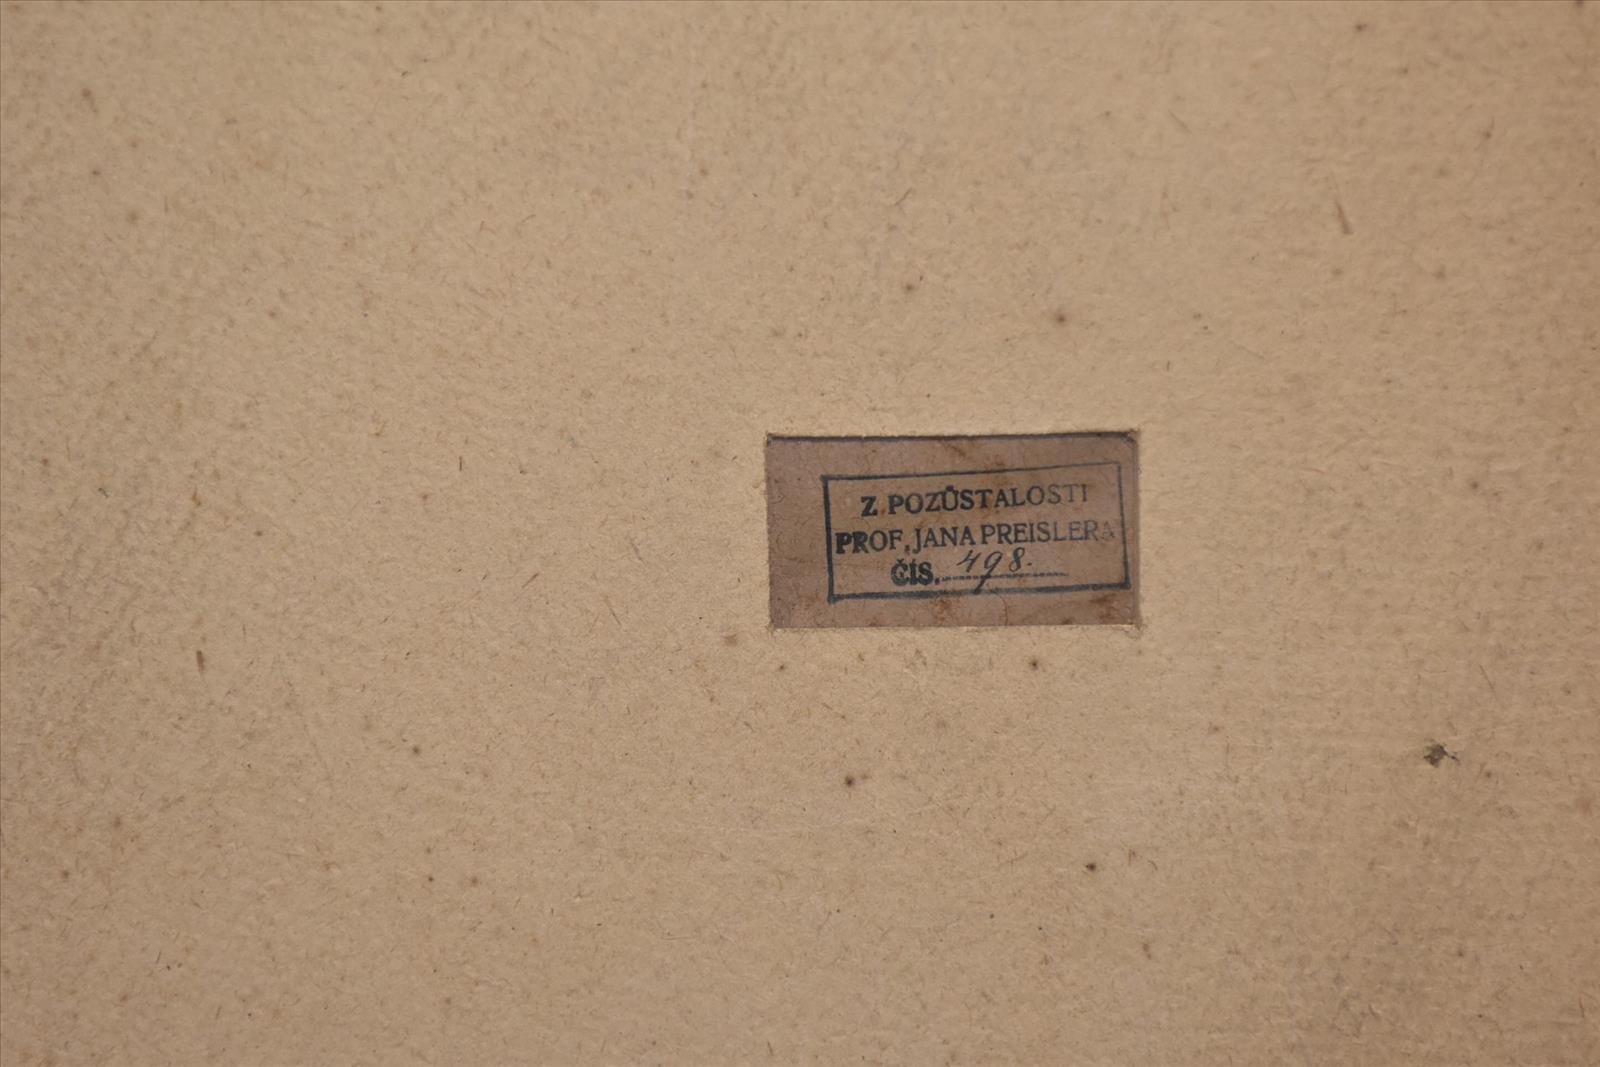 Z POZŮSTALOSTI
PROF. JANA PREISLERA
ČÍS. 498.